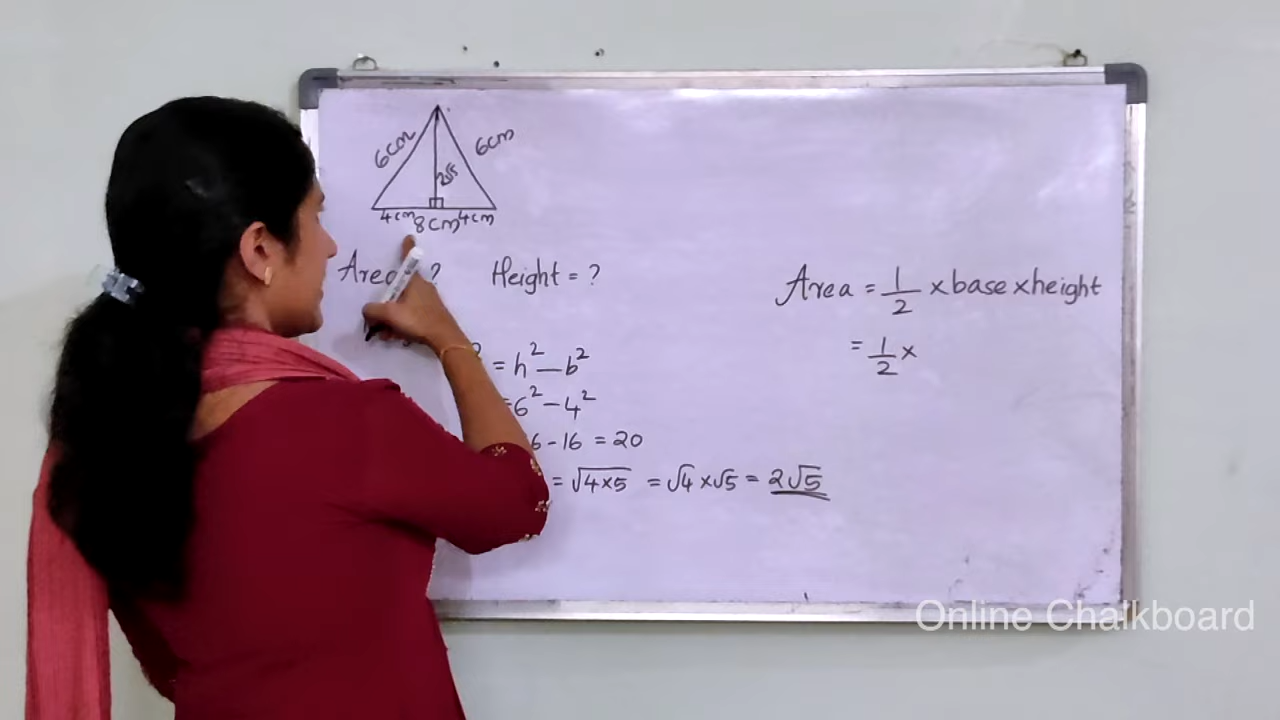 6cm 6cm
2√5
4cm 8cm 4cm
Area ? Height = ?
= h² — b²
= 6² - 4²
6 - 16 = 20
= √4×5 = √4 × √5 = 2√5
Area = 1/2 × base × height
= 1/2 ×
Online Chalkboard